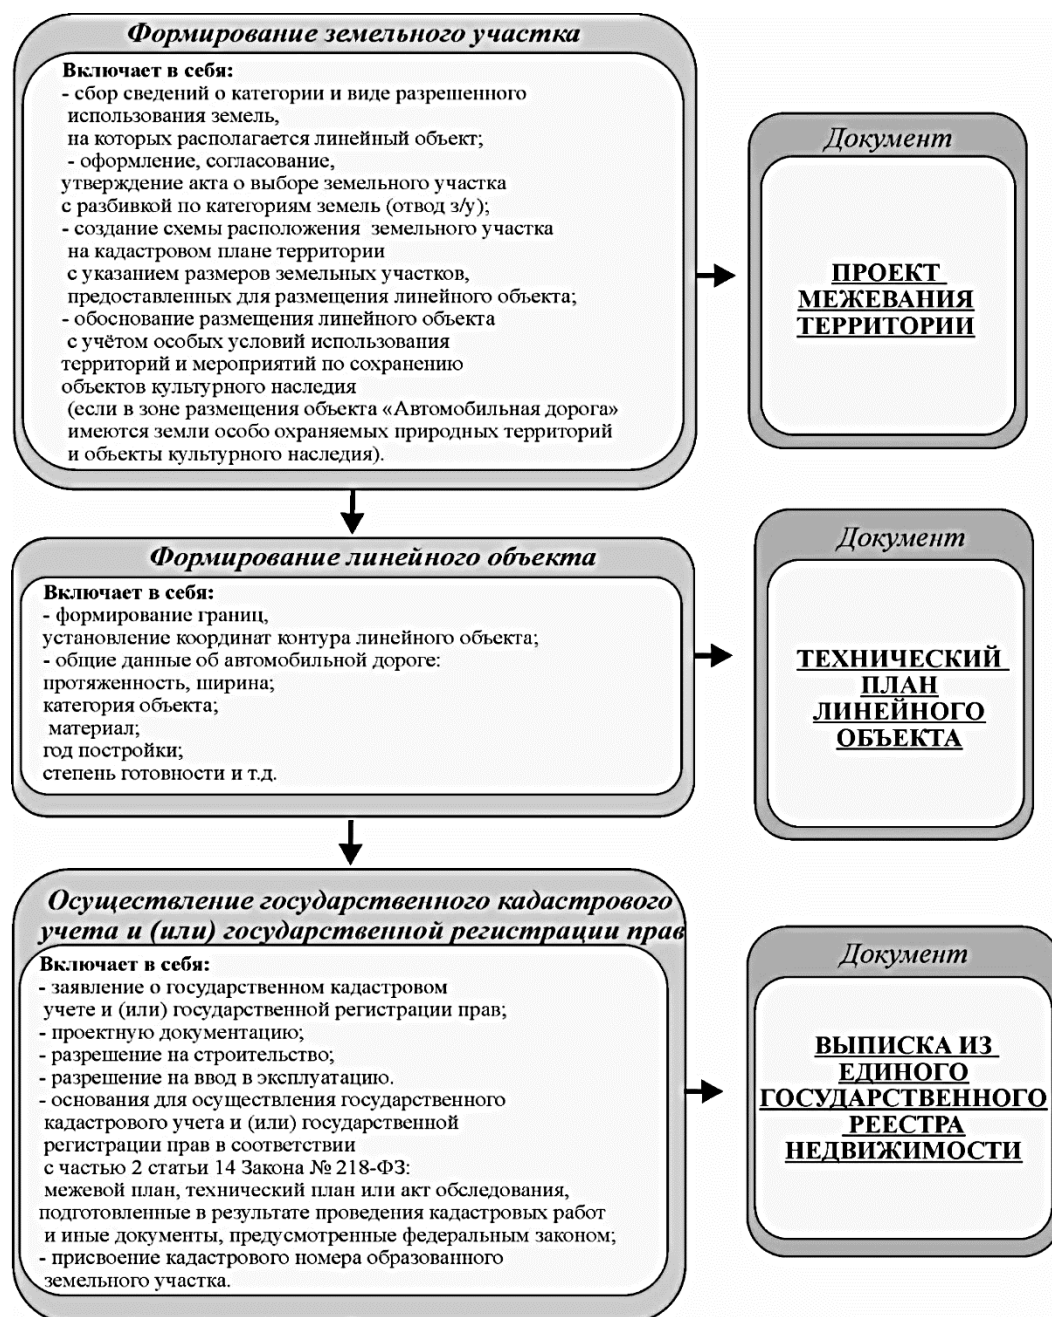 Формирование земельного участка
Включает в себя:
- сбор сведений о категории и виде разрешенного
использования земель,
на которых располагается линейный объект;
- оформление, согласование,
утверждение акта о выборе земельного участка
с разбивкой по категориям земель (отвод з/у);
- создание схемы расположения земельного участка
на кадастровом плане территории
с указанием размеров земельных участков,
предоставленных для размещения линейного объекта;
- обоснование размещения линейного объекта
с учётом особых условий использования
территорий и мероприятий по сохранению
объектов культурного наследия
(если в зоне размещения объекта «Автомобильная дорога»
имеются земли особо охраняемых природных территорий
и объекты культурного наследия).
Документ
ПРОЕКТ
МЕЖЕВАНИЯ
ТЕРРИТОРИИ
Формирование линейного объекта
Включает в себя:
- формирование границ,
установление координат контура линейного объекта;
- общие данные об автомобильной дороге:
протяженность, ширина;
категория объекта;
материал;
год постройки;
степень готовности и т.д.
Документ
ТЕХНИЧЕСКИЙ
ПЛАН
ЛИНЕЙНОГО
ОБЪЕКТА
Осуществление государственного кадастрового
учета и (или) государственной регистрации прав
Включает в себя:
- заявление о государственном кадастровом
учете и (или) государственной регистрации прав;
- проектную документацию;
- разрешение на строительство;
- разрешение на ввод в эксплуатацию.
- основания для осуществления государственного
кадастрового учета и (или) государственной
регистрации прав в соответствии
с частью 2 статьи 14 Закона № 218-ФЗ:
межевой план, технический план или акт обследования,
подготовленные в результате проведения кадастровых работ
и иные документы, предусмотренные федеральным законом;
- присвоение кадастрового номера образованного
земельного участка.
Документ
ВЫПИСКА ИЗ
ЕДИНОГО
ГОСУДАРСТВЕННОГО
РЕЕСТРА
НЕДВИЖИМОСТИ